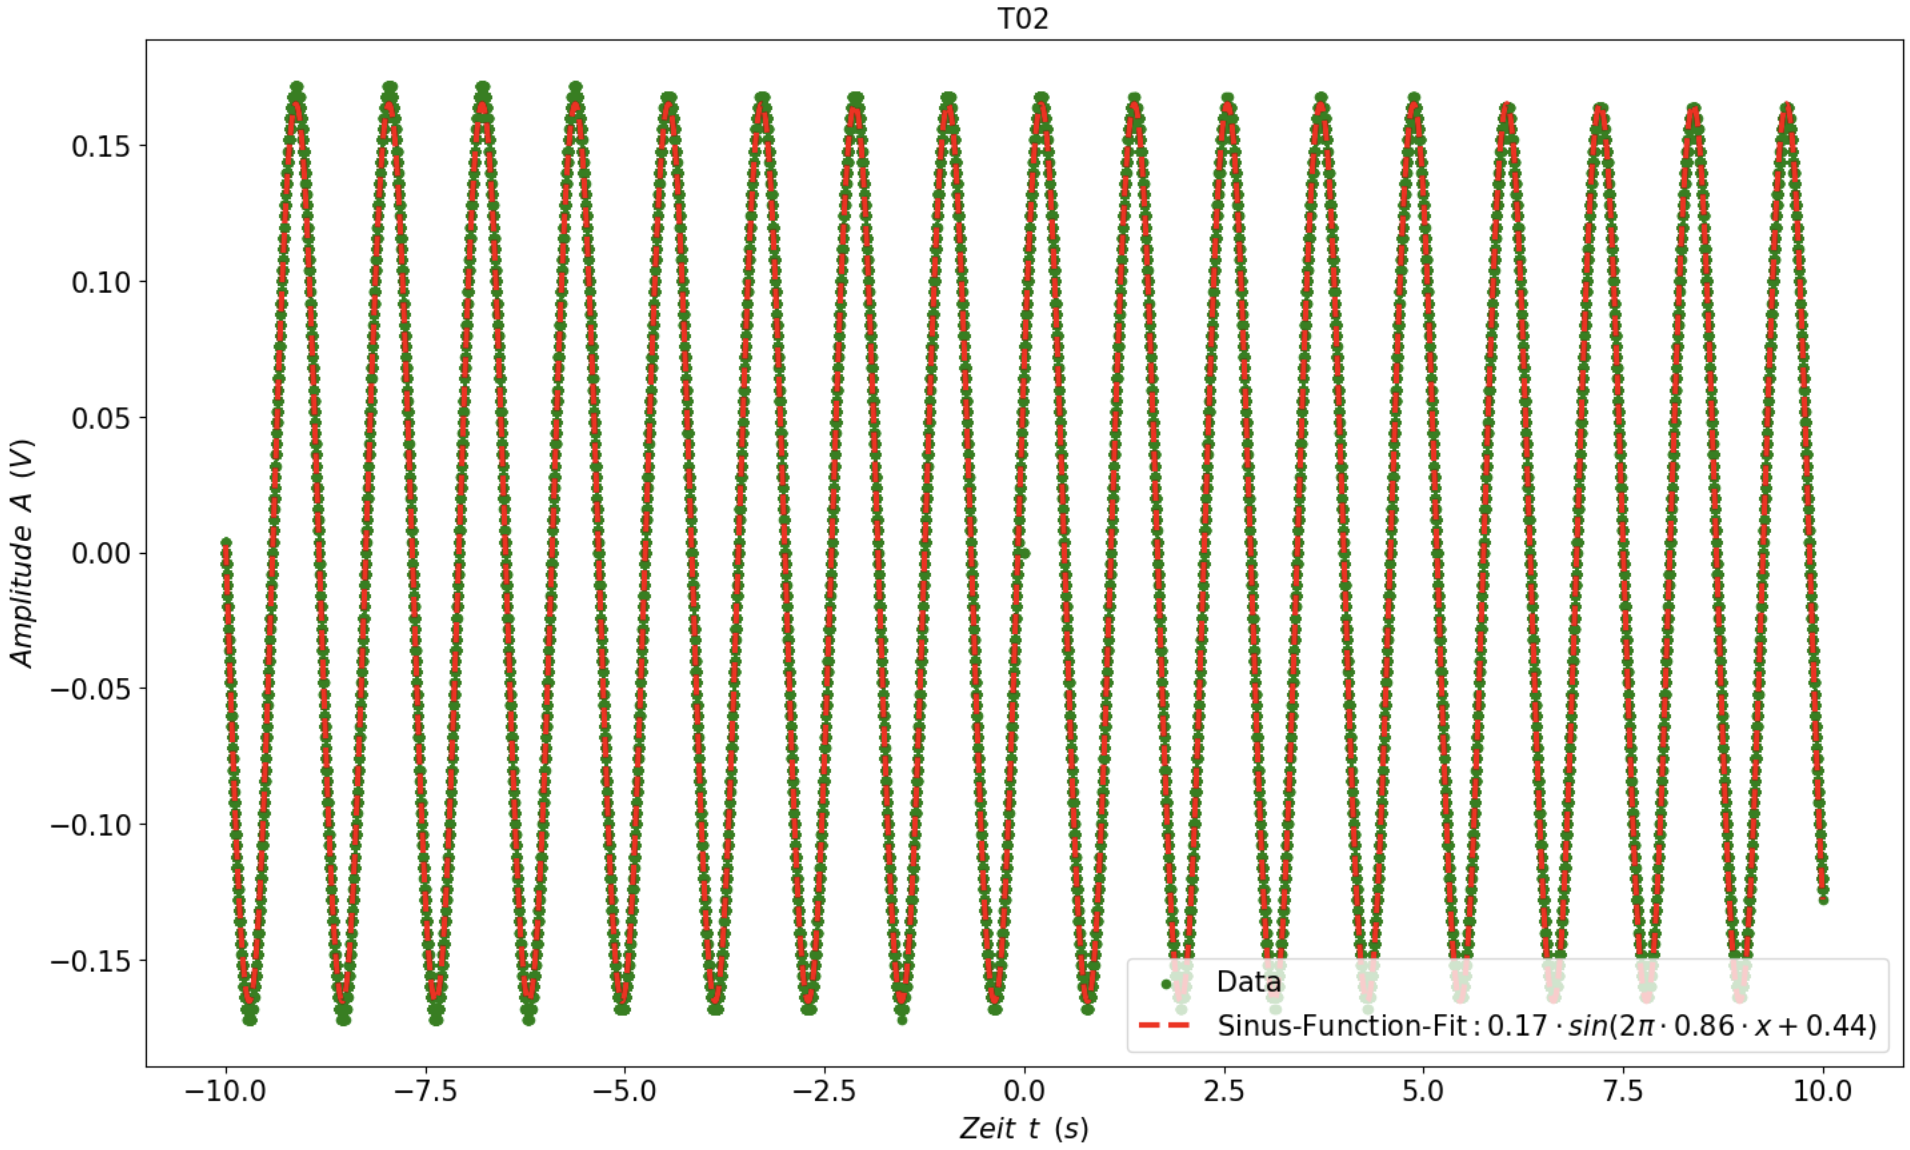 T02
0.15
0.10
0.05
0.00
−0.05
−0.10
−0.15
Amplitude A (V)
Data
Sinus-Function-Fit: 0.17 · sin(2π · 0.86 · x + 0.44)
−10.0 −7.5 −5.0 −2.5 0.0 2.5 5.0 7.5 10.0
Zeit t (s)